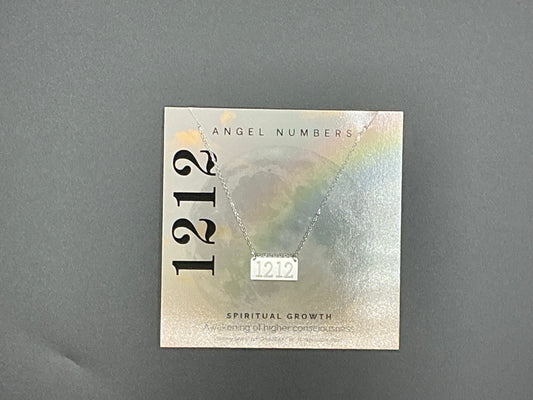 ANGEL NUMBERS
1212
1212
SPIRITUAL GROWTH
Awakening of higher consciousness